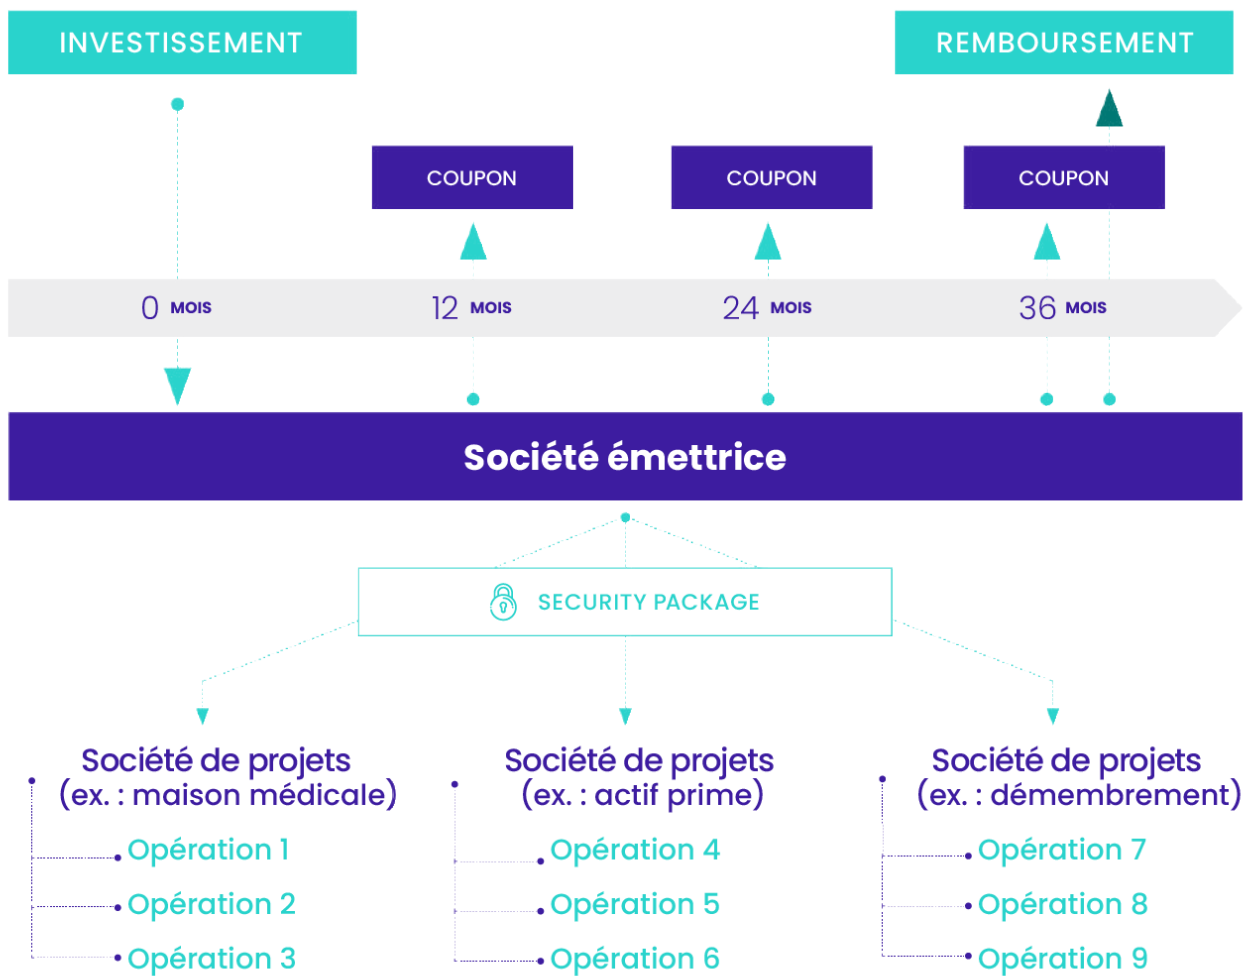 INVESTISSEMENT
REMBOURSEMENT
COUPON
COUPON
COUPON
0 MOIS
12 MOIS
24 MOIS
36 MOIS
Société émettrice
SECURITY PACKAGE
Société de projets
(ex. : maison médicale)
Opération 1
Opération 2
Opération 3
Société de projets
(ex. : actif prime)
Opération 4
Opération 5
Opération 6
Société de projets
(ex. : démembrement)
Opération 7
Opération 8
Opération 9